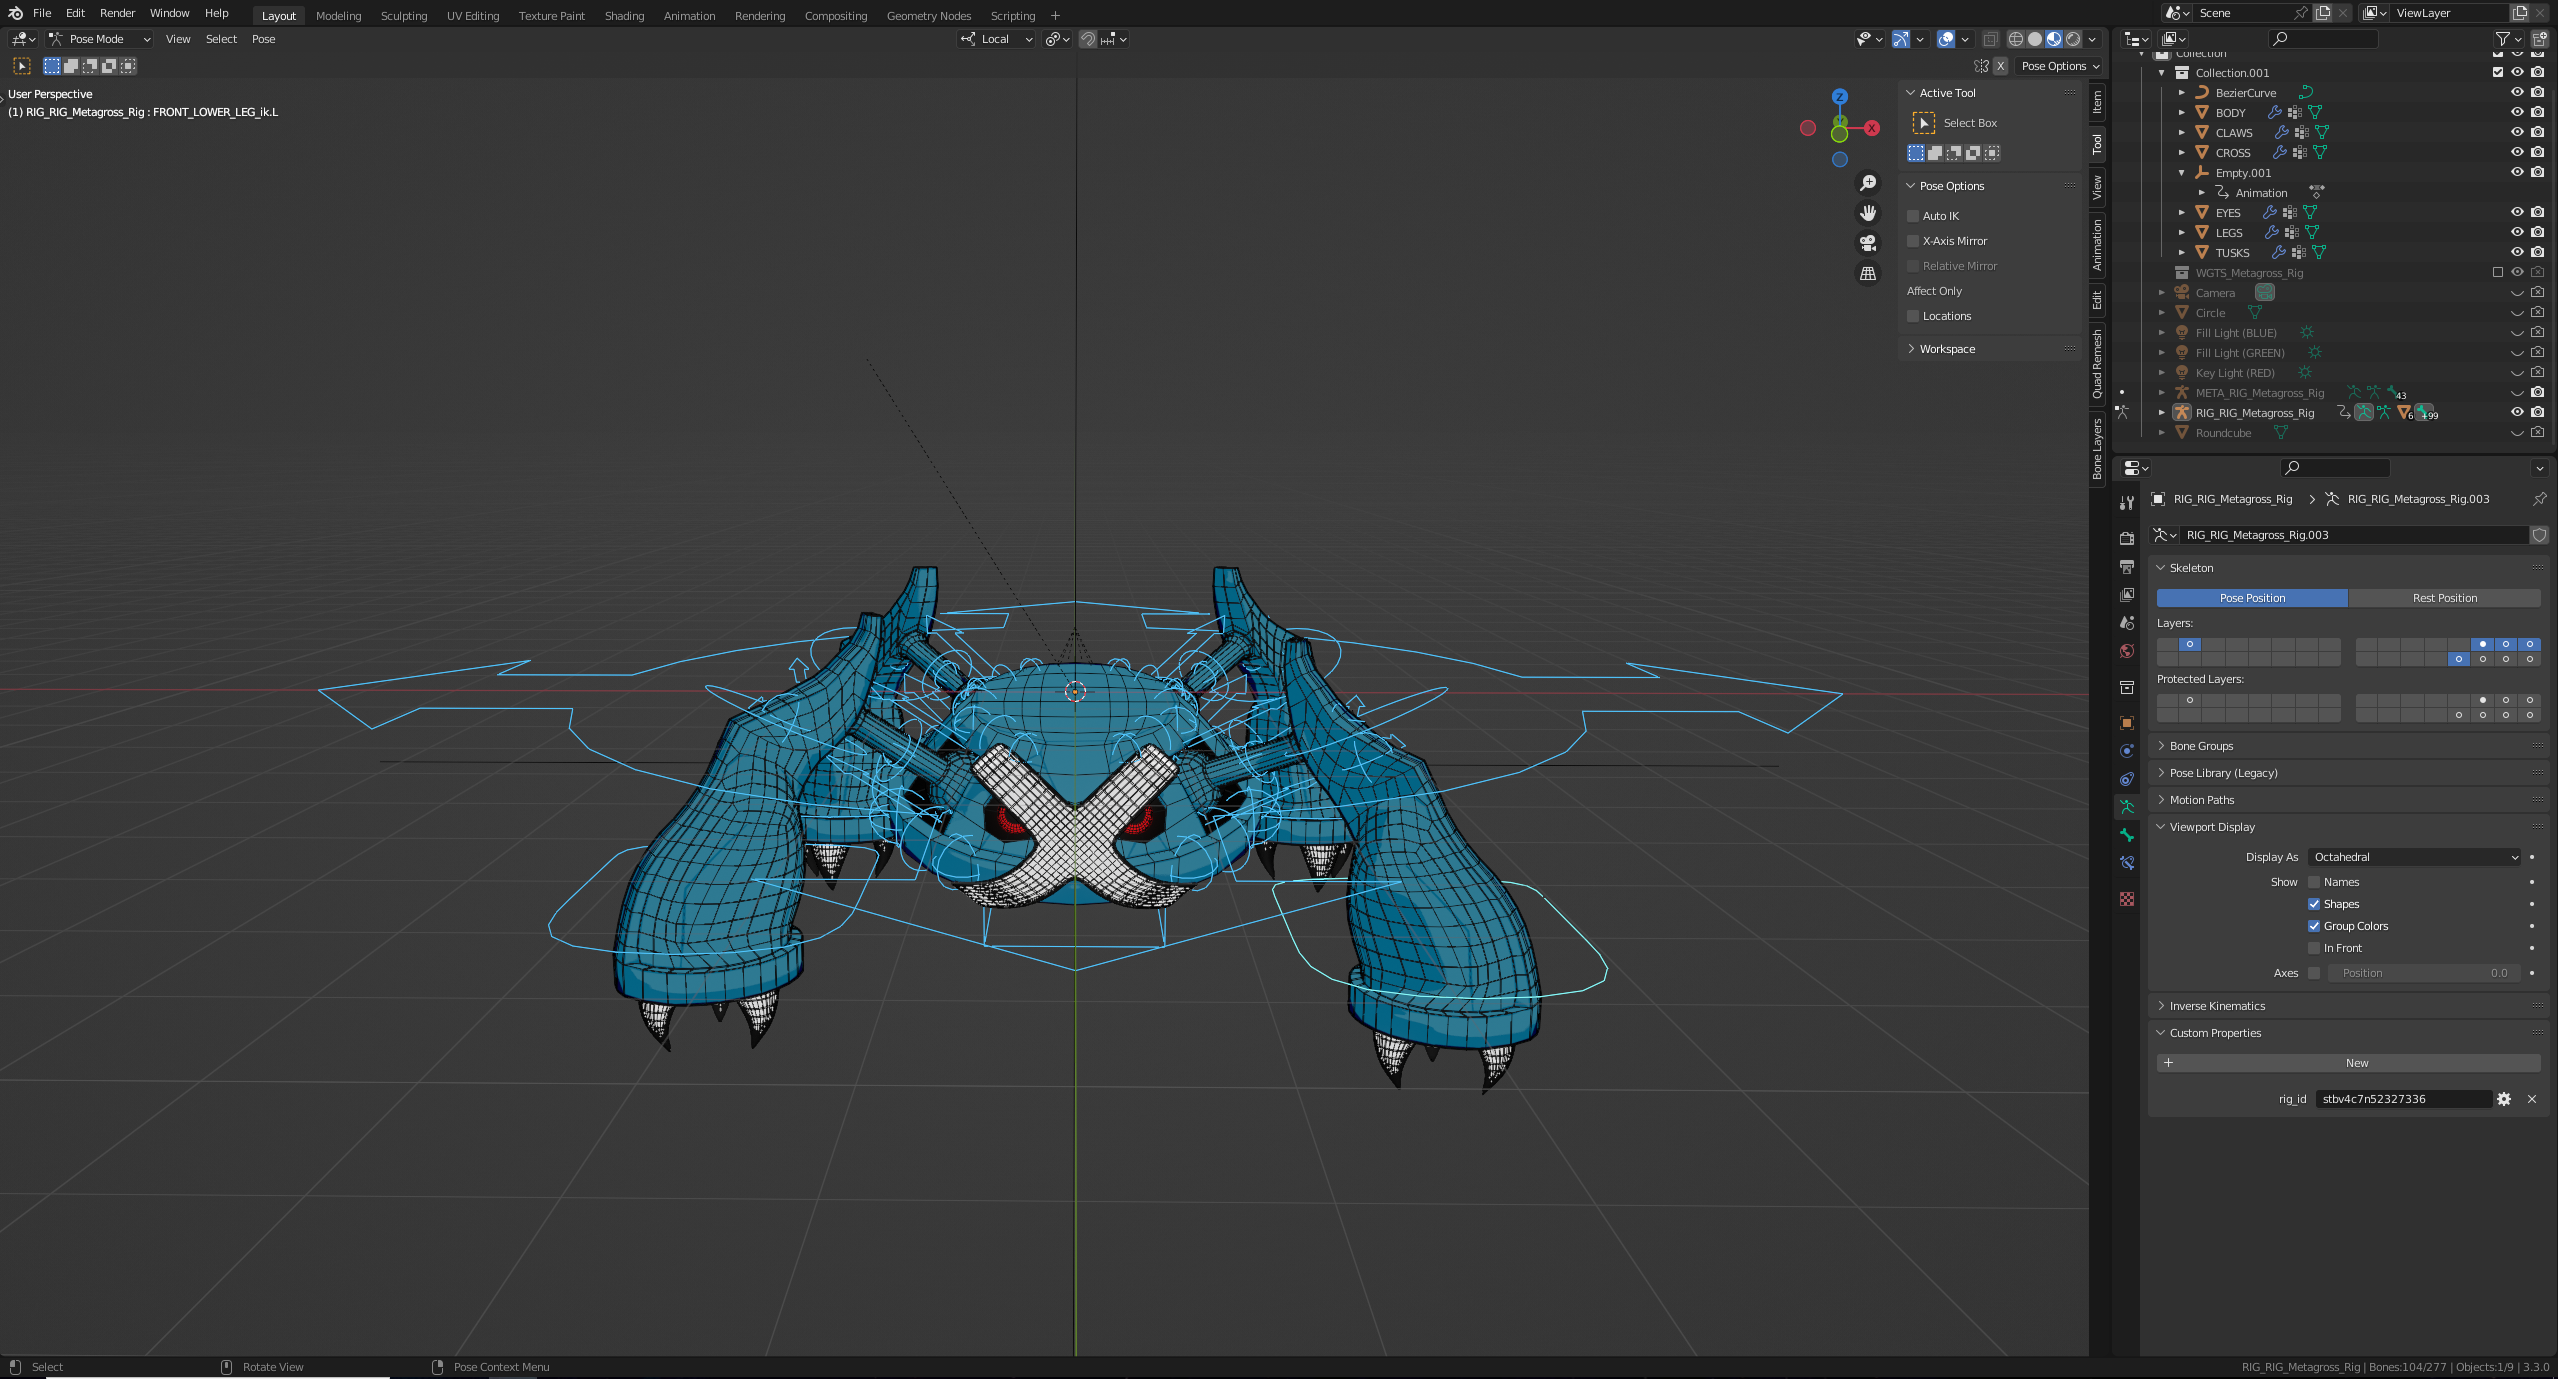 File Edit Render Window Help Layout Modeling Sculpting UV Editing Texture Paint Shading Animation Rendering Compositing Geometry Nodes Scripting + Scene ViewLayer
Pose Mode View Select Pose Local
X Pose Options
User Perspective
(1) RIG_RIG_Metagross_Rig : FRONT_LOWER_LEG_ik.L
Z
X
Active Tool
Select Box
Pose Options
Auto IK
X-Axis Mirror
Relative Mirror
Affect Only
Locations
Workspace
Item
Tool
View
Animation
Edit
Quad Remesh
Bone Layers
Collection
Collection.001
BezierCurve
BODY
CLAWS
CROSS
Empty.001
Animation
EYES
LEGS
TUSKS
WGTS_Metagross_Rig
Camera
Circle
Fill Light (BLUE)
Fill Light (GREEN)
Key Light (RED)
META_RIG_Metagross_Rig 43
RIG_RIG_Metagross_Rig 6 +99
Roundcube
RIG_RIG_Metagross_Rig > RIG_RIG_Metagross_Rig.003
RIG_RIG_Metagross_Rig.003
Skeleton
Pose Position Rest Position
Layers:
Protected Layers:
Bone Groups
Pose Library (Legacy)
Motion Paths
Viewport Display
Display As Octahedral
Show Names
Shapes
Group Colors
In Front
Axes Position 0.0
Inverse Kinematics
Custom Properties
+ New
rig_id stbv4c7n52327336
Select Rotate View Pose Context Menu RIG_RIG_Metagross_Rig | Bones:104/277 | Objects:1/9 | 3.3.0